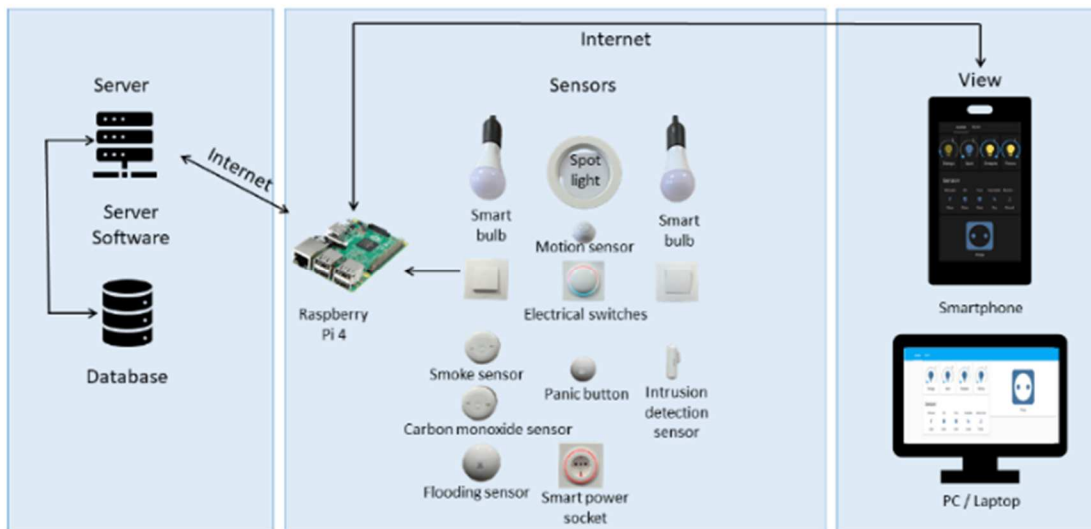 Server
Internet
Server
Software
Database
Internet
Sensors
Spot
light
Smart
bulb
Motion sensor
Smart
bulb
Raspberry
Pi 4
Electrical switches
Smoke sensor
Panic button
Intrusion
detection
sensor
Carbon monoxide sensor
Flooding sensor
Smart power
socket
View
Smartphone
PC / Laptop